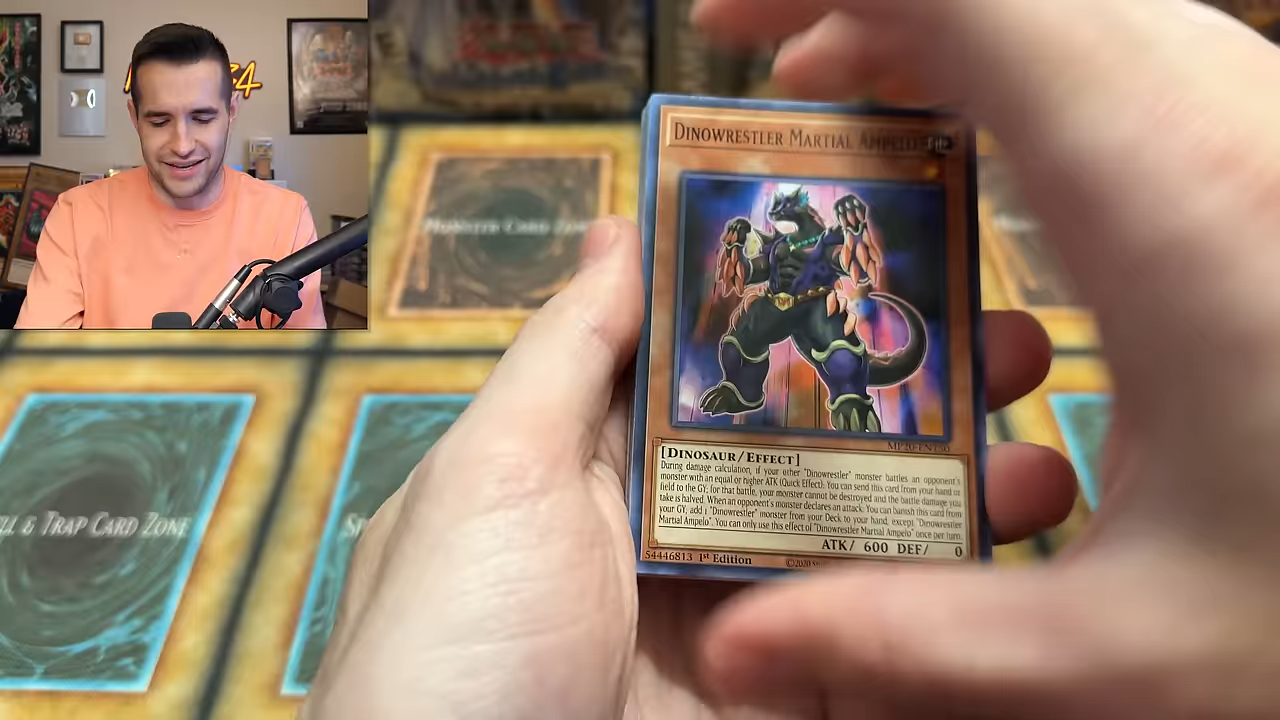 DINOWRESTLER MARTIAL AMPELO
MONSTER CARD ZONE
MP20-EN130
[DINOSAUR/EFFECT]
During damage calculation, if your other "Dinowrestler" monster battles an opponent's
monster with an equal or higher ATK (Quick Effect): You can send this card from your hand or
field to the GY; for that battle, your monster cannot be destroyed and the battle damage you
take is halved. When an opponent's monster declares an attack: You can banish this card from
your GY; add 1 "Dinowrestler" monster from your Deck to your hand, except "Dinowrestler
Martial Ampelo". You can only use this effect of "Dinowrestler Martial Ampelo" once per turn.
ATK/ 600 DEF/ 0
54446813 1st Edition
©2020
LL & TRAP CARD ZONE